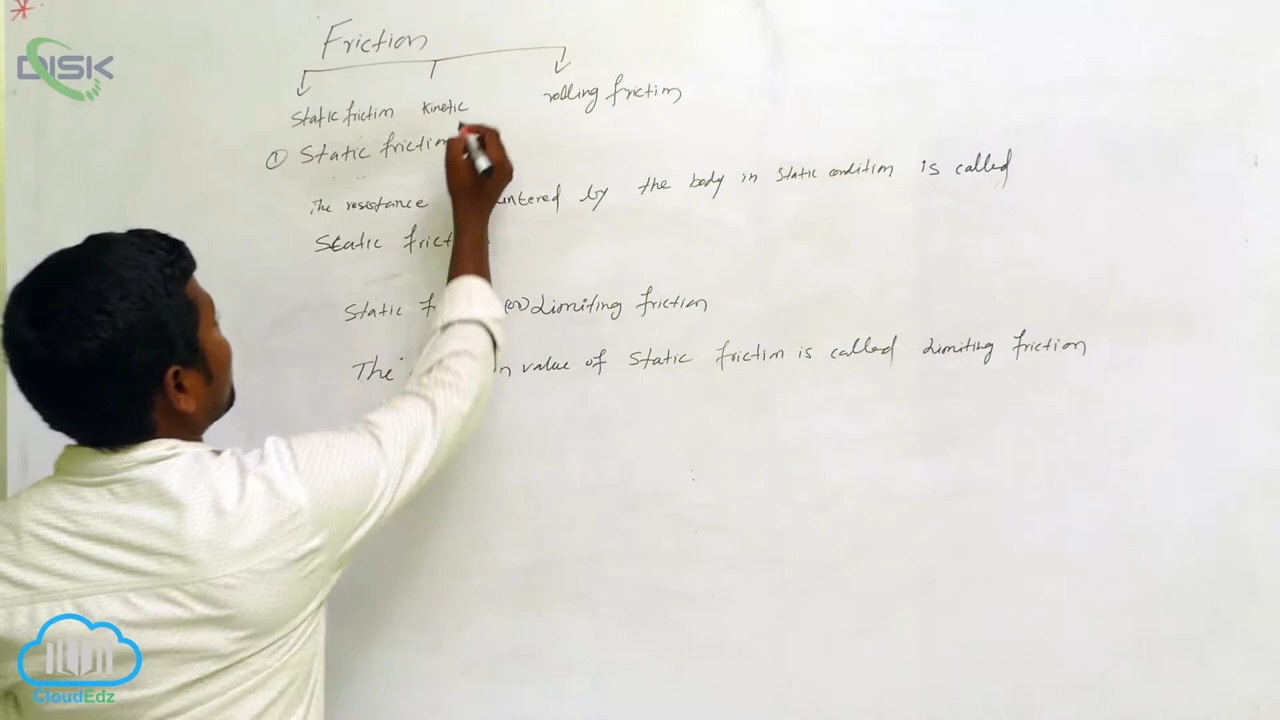 DISK
Friction
Static friction Kinetic rolling friction
① Static friction
The resistance untered by the body in static condition is called
Static frict
Static f (or) Limiting friction
The n value of Static friction is called Limiting friction
CloudEdz